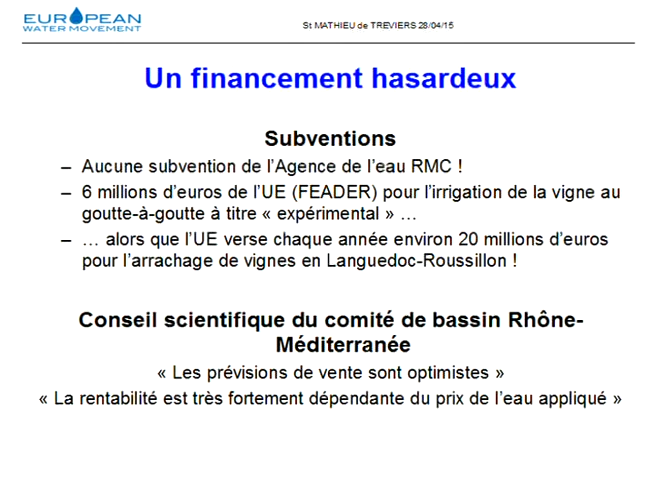 EUROPEAN
WATER MOVEMENT
St MATHIEU de TREVIERS 28/04/15
Un financement hasardeux
Subventions
– Aucune subvention de l'Agence de l'eau RMC !
– 6 millions d'euros de l'UE (FEADER) pour l'irrigation de la vigne au
goutte-à-goutte à titre « expérimental » …
– … alors que l'UE verse chaque année environ 20 millions d'euros
pour l'arrachage de vignes en Languedoc-Roussillon !
Conseil scientifique du comité de bassin Rhône-
Méditerranée
« Les prévisions de vente sont optimistes »
« La rentabilité est très fortement dépendante du prix de l'eau appliqué »